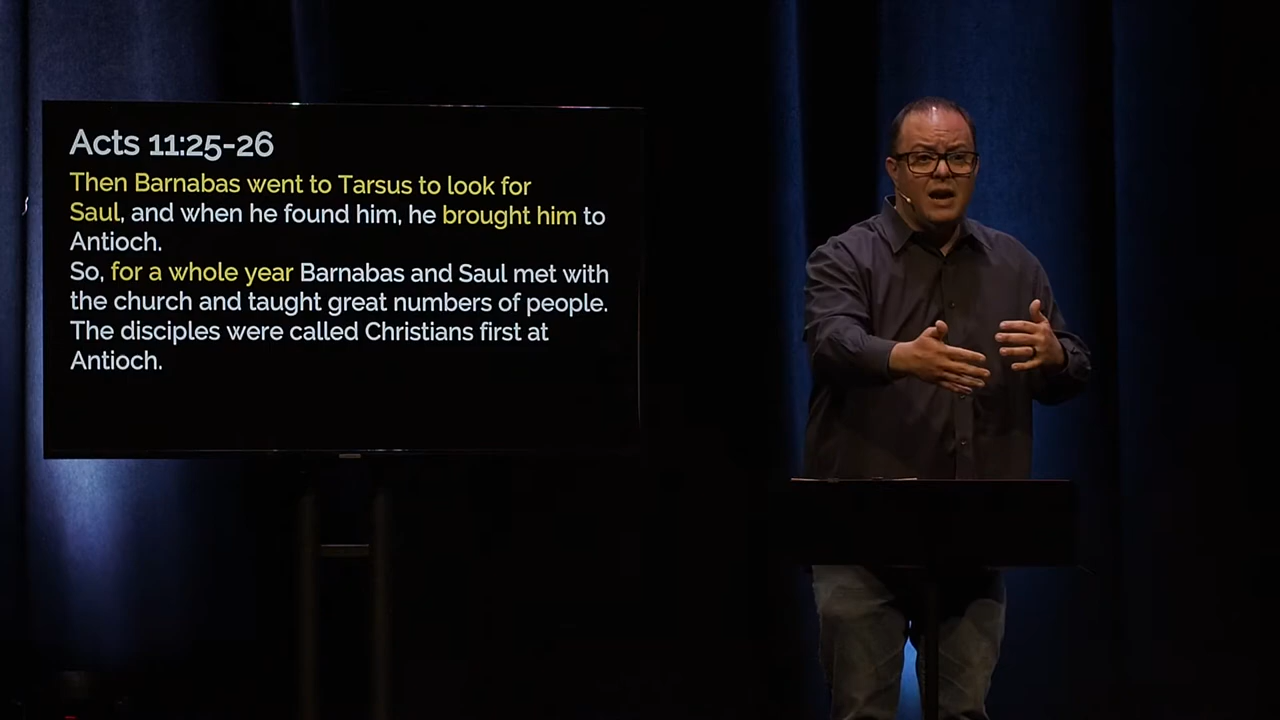 Acts 11:25-26
Then Barnabas went to Tarsus to look for
Saul, and when he found him, he brought him to
Antioch.
So, for a whole year Barnabas and Saul met with
the church and taught great numbers of people.
The disciples were called Christians first at
Antioch.